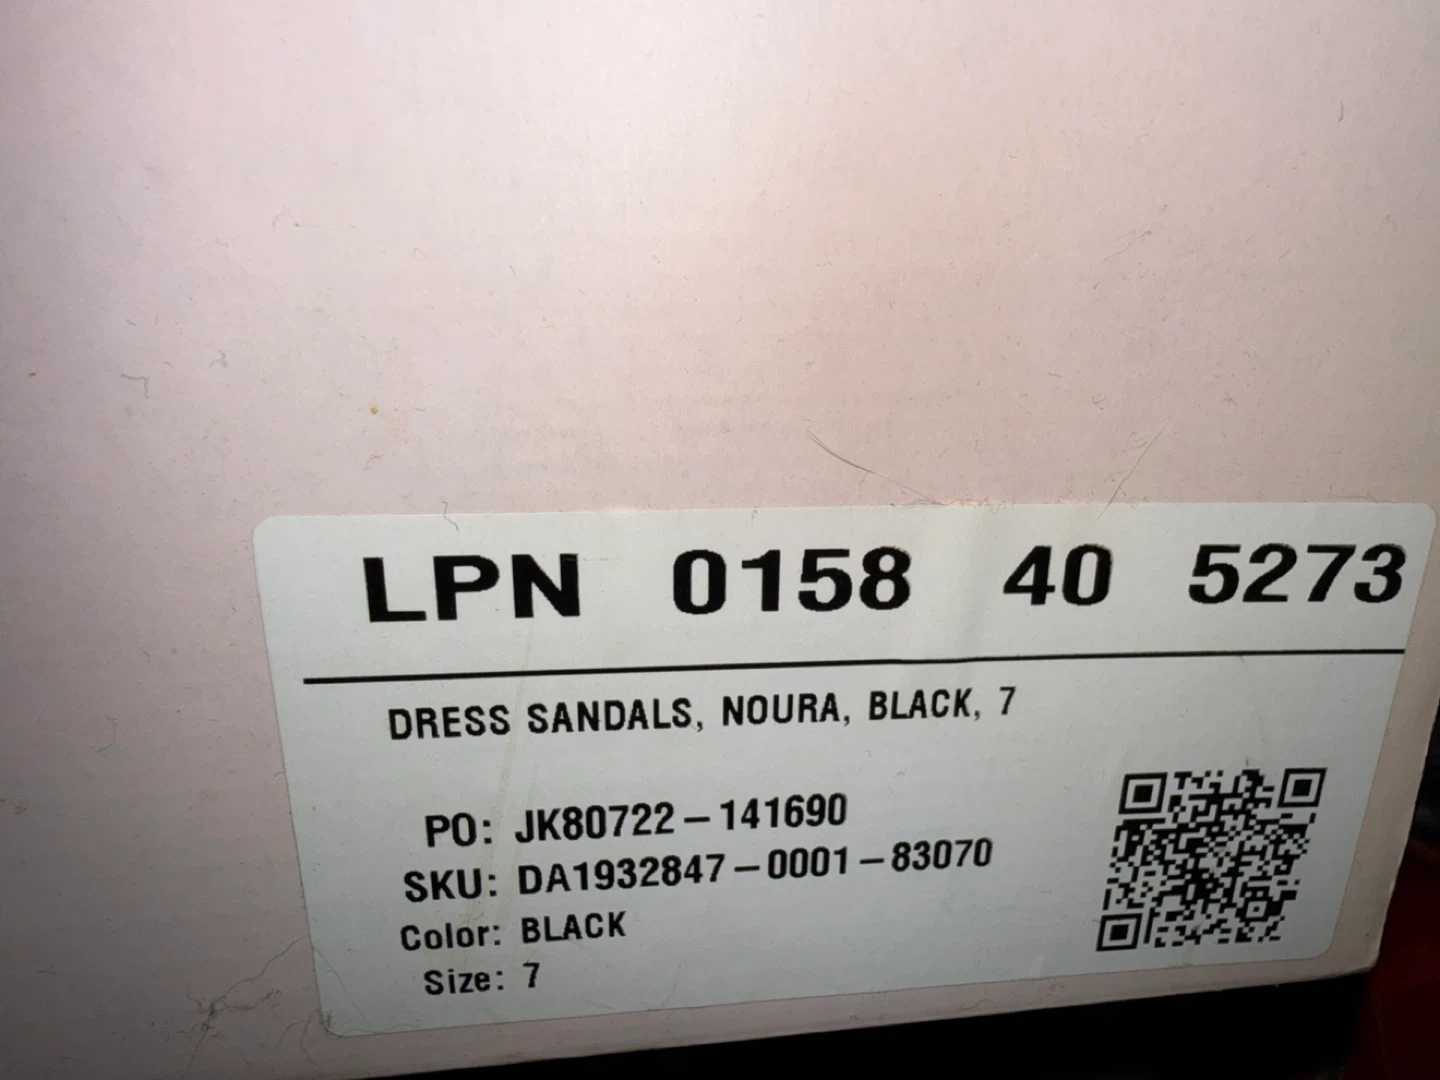 LPN 0158 40 5273
DRESS SANDALS, NOURA, BLACK, 7
PO: JK80722-141690
SKU: DA1932847-0001-83070
Color: BLACK
Size: 7